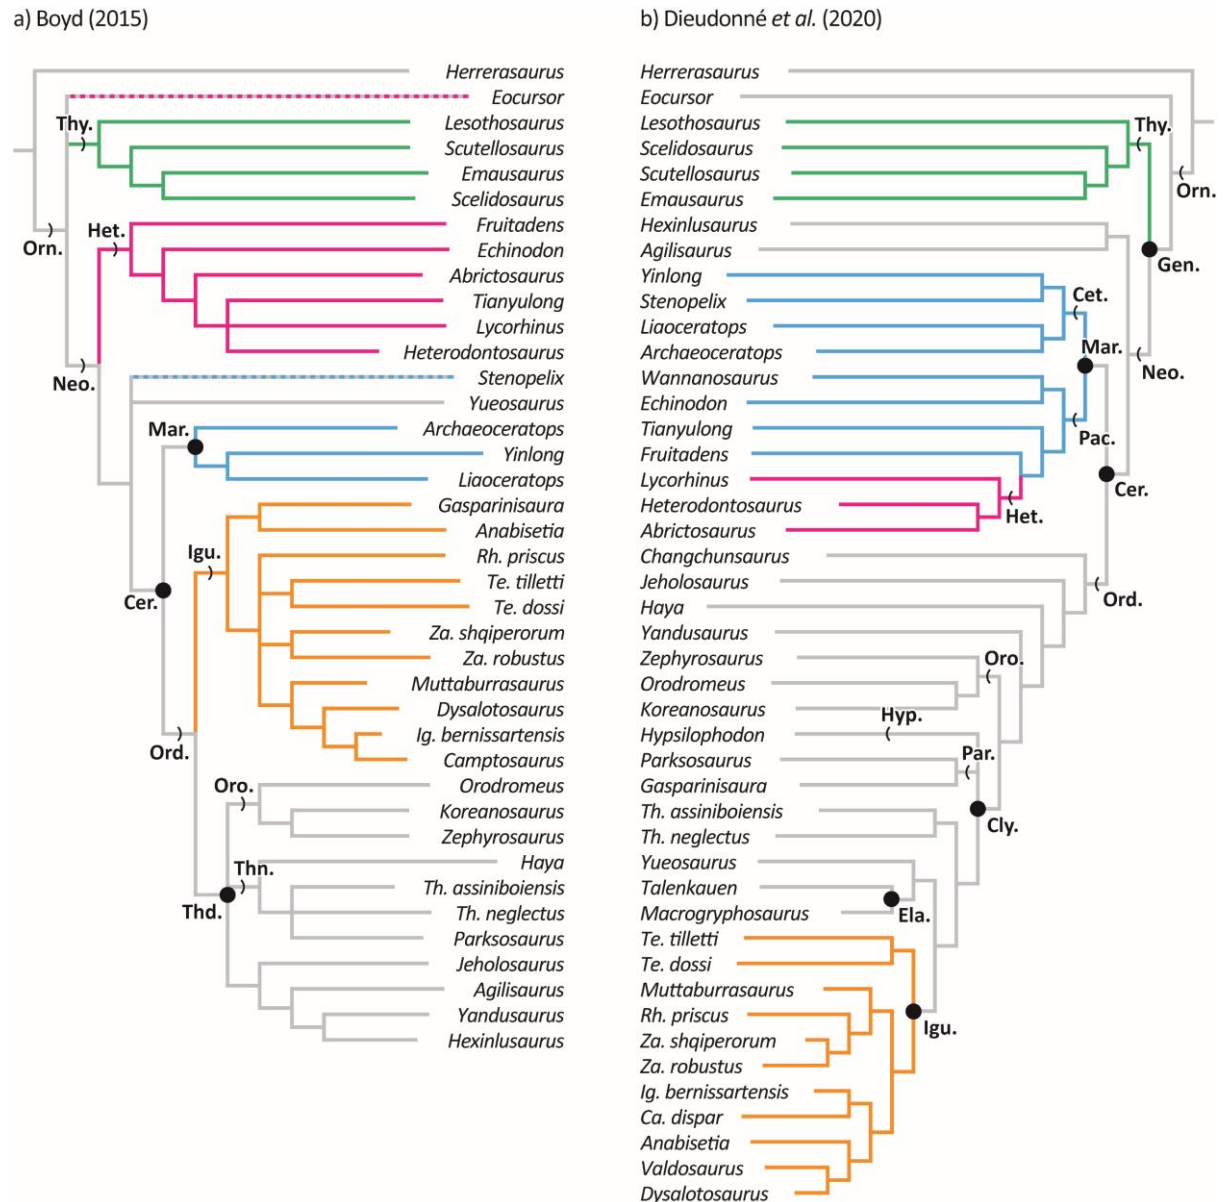 a) Boyd (2015)
Herrerasaurus
Eocursor
Thy.
Lesothosaurus
Scutellosaurus
Emausaurus
Scelidosaurus
Het.
Fruitadens
Orn.
Echinodon
Abrictosaurus
Tianyulong
Lycorhinus
Heterodontosaurus
Neo.
Stenopelix
Yueosaurus
Mar.
Archaeoceratops
Yinlong
Liaoceratops
Gasparinisaura
Anabisetia
Igu.
Rh. priscus
Te. tilletti
Cer.
Te. dossi
Za. shqiperorum
Za. robustus
Muttaburrasaurus
Dysalotosaurus
Ord.
Ig. bernissartensis
Camptosaurus
Oro.
Orodromeus
Koreanosaurus
Zephyrosaurus
Thn.
Haya
Th. assiniboiensis
Thd.
Th. neglectus
Parksosaurus
Jeholosaurus
Agilisaurus
Yandusaurus
Hexinlusaurus
b) Dieudonné et al. (2020)
Herrerasaurus
Eocursor
Lesothosaurus
Thy.
Scelidosaurus
Scutellosaurus
Orn.
Emausaurus
Hexinlusaurus
Agilisaurus
Gen.
Yinlong
Stenopelix
Cet.
Liaoceratops
Archaeoceratops
Mar.
Neo.
Wannanosaurus
Echinodon
Tianyulong
Pac.
Fruitadens
Cer.
Lycorhinus
Heterodontosaurus
Het.
Abrictosaurus
Changchunsaurus
Jeholosaurus
Ord.
Haya
Yandusaurus
Zephyrosaurus
Oro.
Orodromeus
Koreanosaurus
Hyp.
Hypsilophodon
Par.
Parksosaurus
Gasparinisaura
Th. assiniboiensis
Cly.
Th. neglectus
Yueosaurus
Talenkauen
Macrogryphosaurus
Ela.
Te. tilletti
Te. dossi
Muttaburrasaurus
Rh. priscus
Igu.
Za. shqiperorum
Za. robustus
Ig. bernissartensis
Ca. dispar
Anabisetia
Valdosaurus
Dysalotosaurus